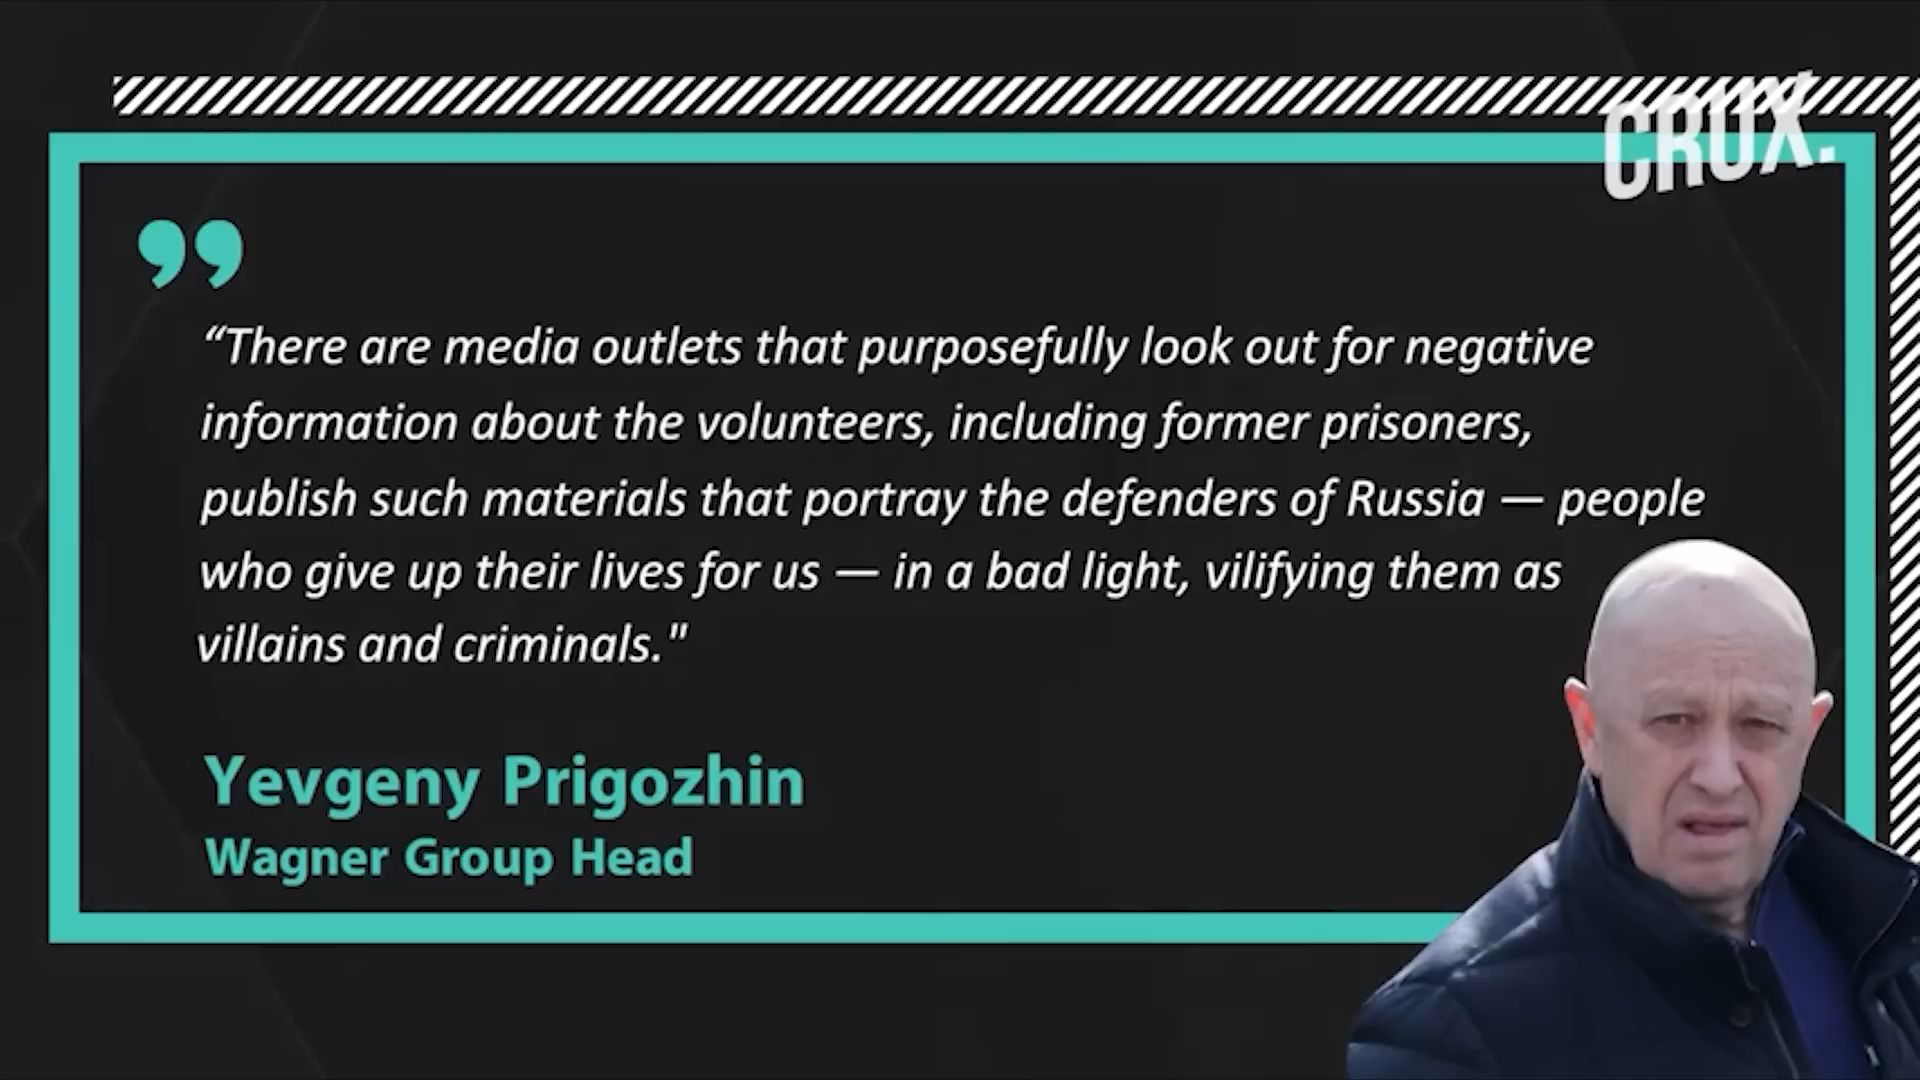 CRUX.
“There are media outlets that purposefully look out for negative
information about the volunteers, including former prisoners,
publish such materials that portray the defenders of Russia — people
who give up their lives for us — in a bad light, vilifying them as
villains and criminals."
Yevgeny Prigozhin
Wagner Group Head